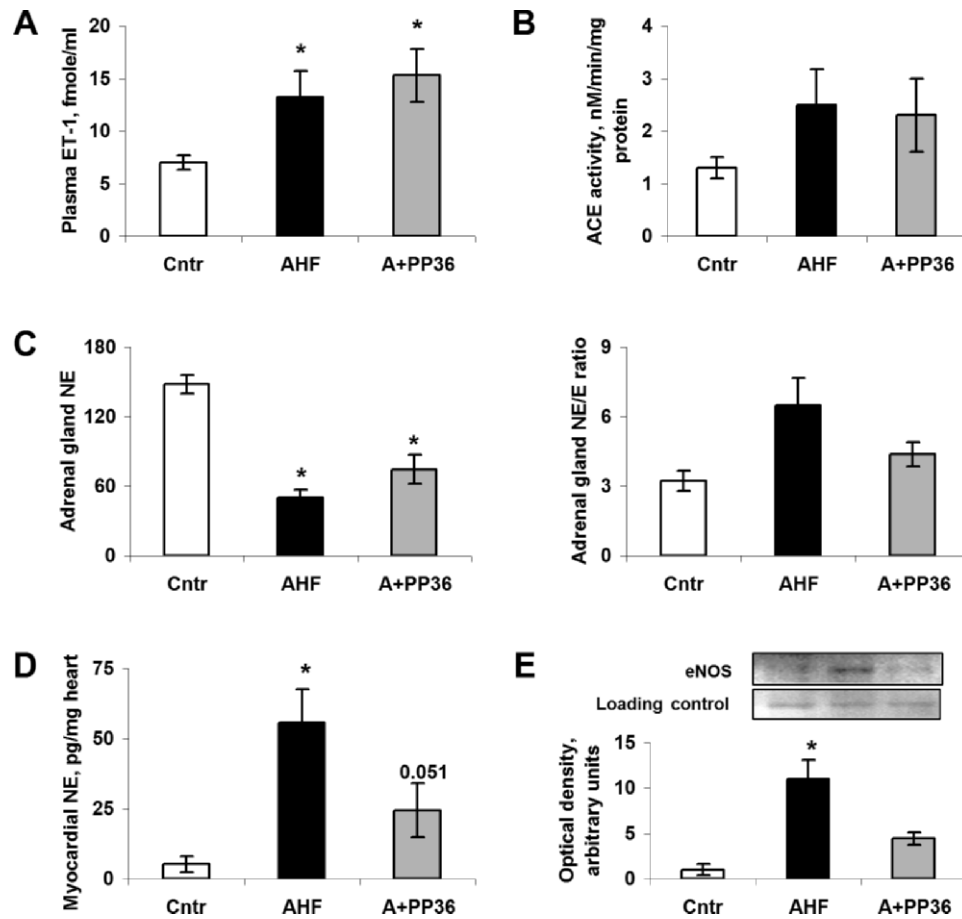 A
Plasma ET-1, fmole/ml
20
15
10
5
0
*
*
Cntr AHF A+PP36
B
ACE activity, nM/min/mg
protein
4
3
2
1
0
Cntr AHF A+PP36
C
Adrenal gland NE
180
120
60
0
*
*
Cntr AHF A+PP36
Adrenal gland NE/E ratio
9
6
3
0
Cntr AHF A+PP36
D
Myocardial NE, pg/mg heart
75
50
25
0
*
0.051
Cntr AHF A+PP36
E
eNOS
Loading control
Optical density,
arbitrary units
15
10
5
0
*
Cntr AHF A+PP36